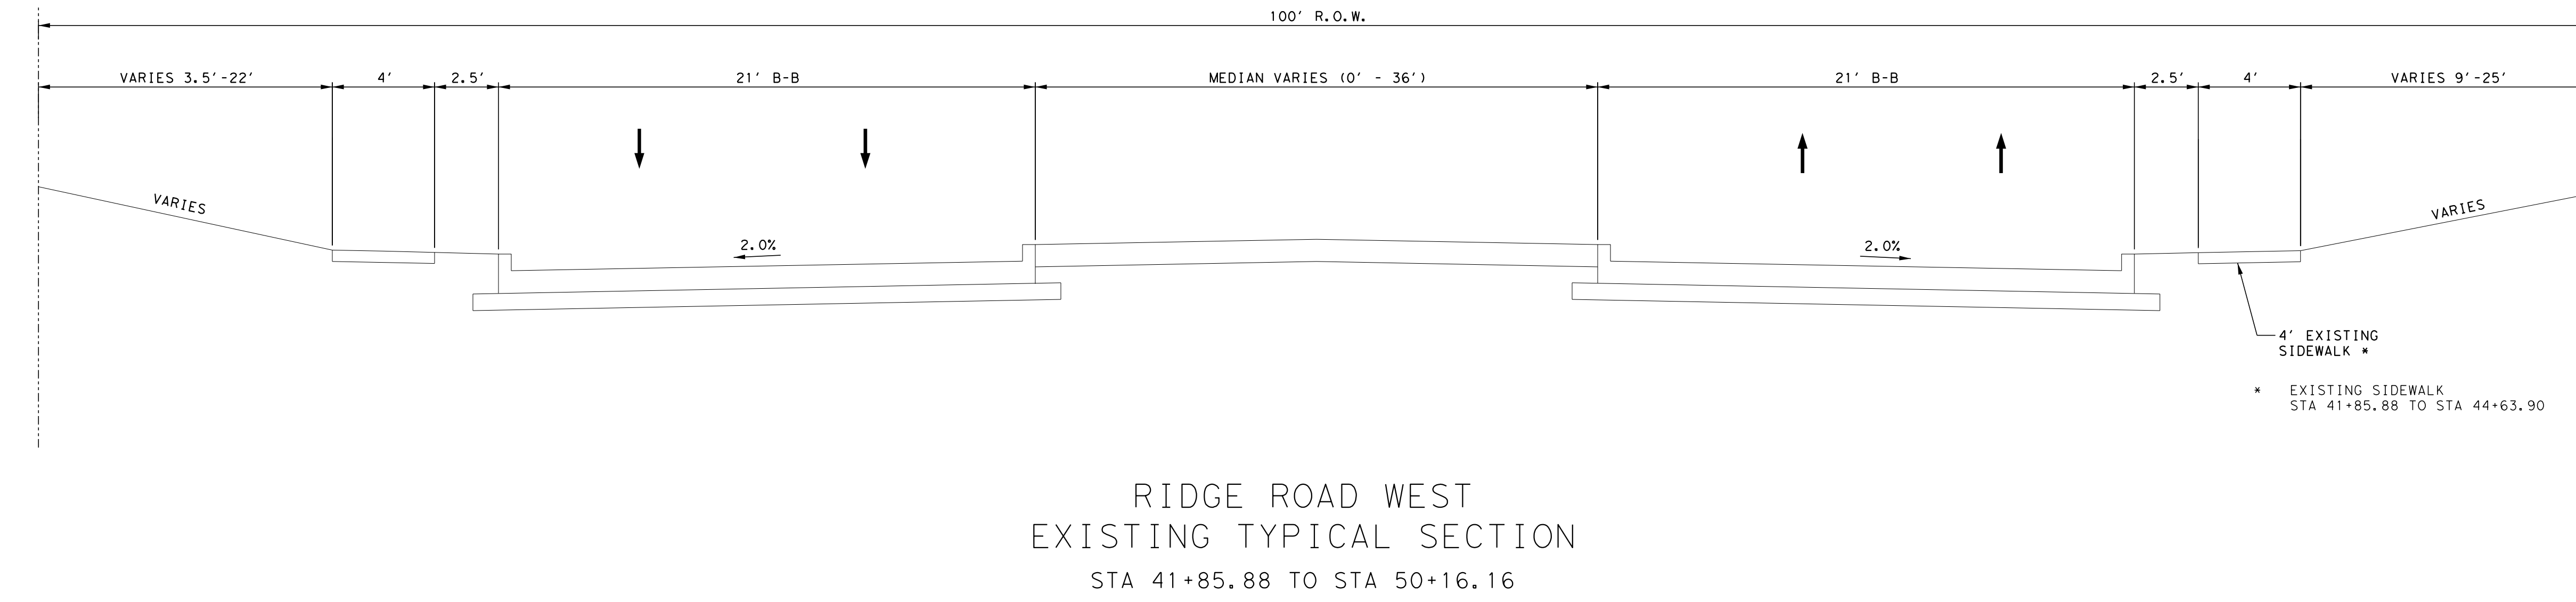 100' R.O.W.
VARIES 3.5'-22'
4'
2.5'
21' B-B
MEDIAN VARIES (0' - 36')
21' B-B
2.5'
4'
VARIES 9'-25'
VARIES
2.0%
2.0%
VARIES
4' EXISTING
SIDEWALK *
* EXISTING SIDEWALK
STA 41+85.88 TO STA 44+63.90
RIDGE ROAD WEST
EXISTING TYPICAL SECTION
STA 41+85.88 TO STA 50+16.16